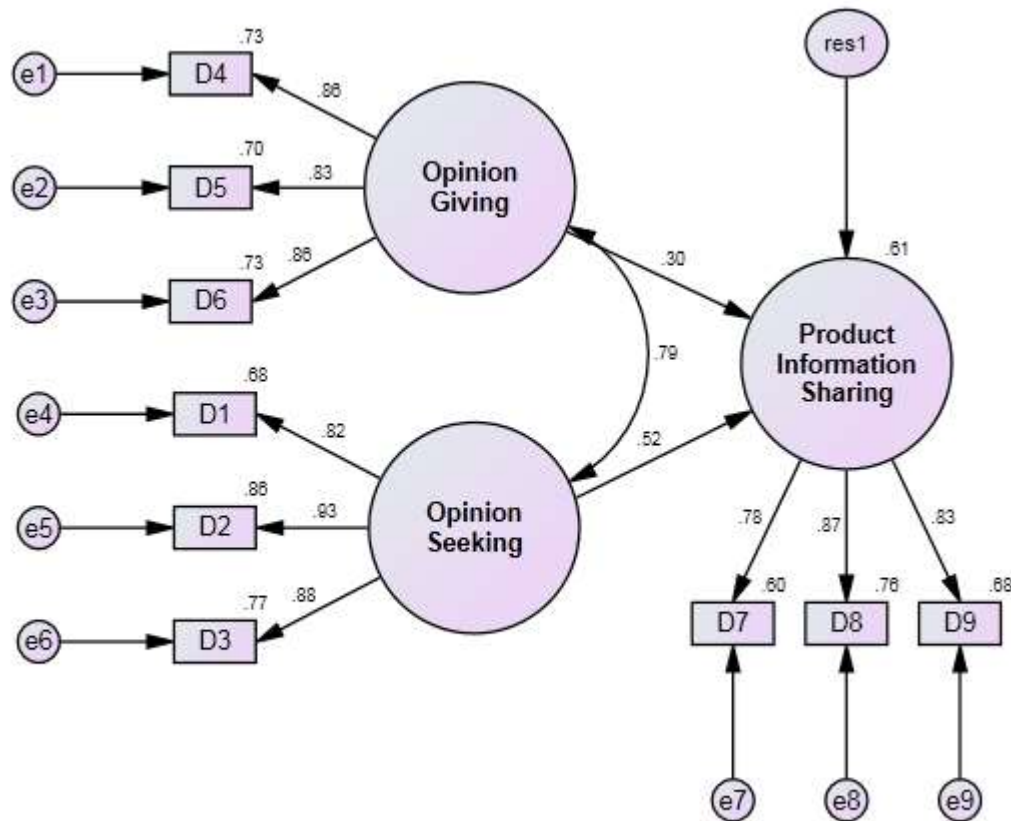 .73
res1
e1
D4
.86
.70
Opinion
Giving
e2
D5
.83
.73
.86
.30
.61
e3
D6
Product
Information
Sharing
.79
.68
e4
D1
.82
.52
.86
Opinion
Seeking
e5
D2
.93
.78
.87
.83
.77
.88
.60
.76
.68
e6
D3
D7
D8
D9
e7
e8
e9